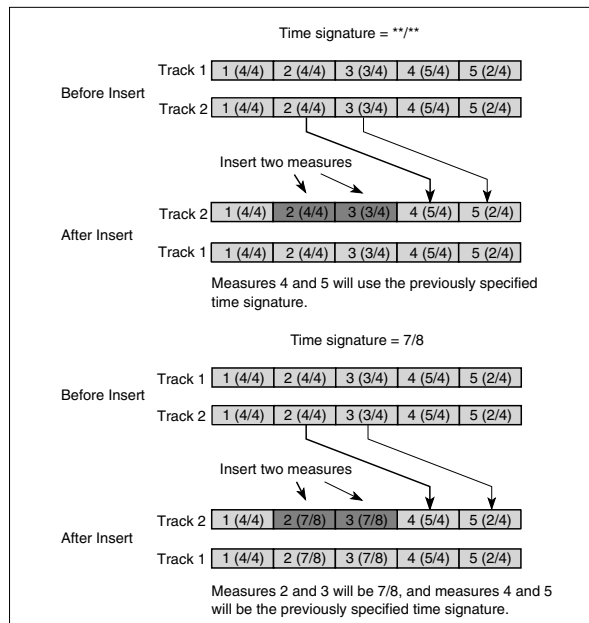 Time signature = **/**
Track 1 1 (4/4) 2 (4/4) 3 (3/4) 4 (5/4) 5 (2/4)
Before Insert
Track 2 1 (4/4) 2 (4/4) 3 (3/4) 4 (5/4) 5 (2/4)
Insert two measures
Track 2 1 (4/4) 2 (4/4) 3 (3/4) 4 (5/4) 5 (2/4)
After Insert
Track 1 1 (4/4) 2 (4/4) 3 (3/4) 4 (5/4) 5 (2/4)
Measures 4 and 5 will use the previously specified
time signature.
Time signature = 7/8
Track 1 1 (4/4) 2 (4/4) 3 (3/4) 4 (5/4) 5 (2/4)
Before Insert
Track 2 1 (4/4) 2 (4/4) 3 (3/4) 4 (5/4) 5 (2/4)
Insert two measures
Track 2 1 (4/4) 2 (7/8) 3 (7/8) 4 (5/4) 5 (2/4)
After Insert
Track 1 1 (4/4) 2 (7/8) 3 (7/8) 4 (5/4) 5 (2/4)
Measures 2 and 3 will be 7/8, and measures 4 and 5
will be the previously specified time signature.